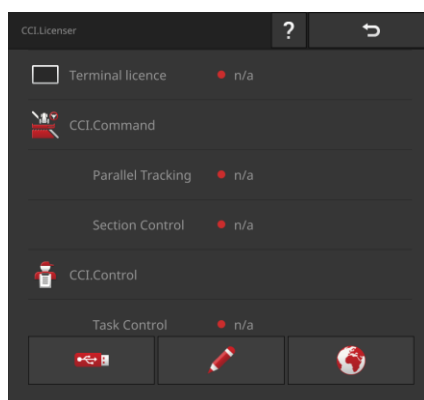 CCI.Licenser ?
Terminal licence n/a
CCI.Command
Parallel Tracking n/a
Section Control n/a
CCI.Control
Task Control n/a